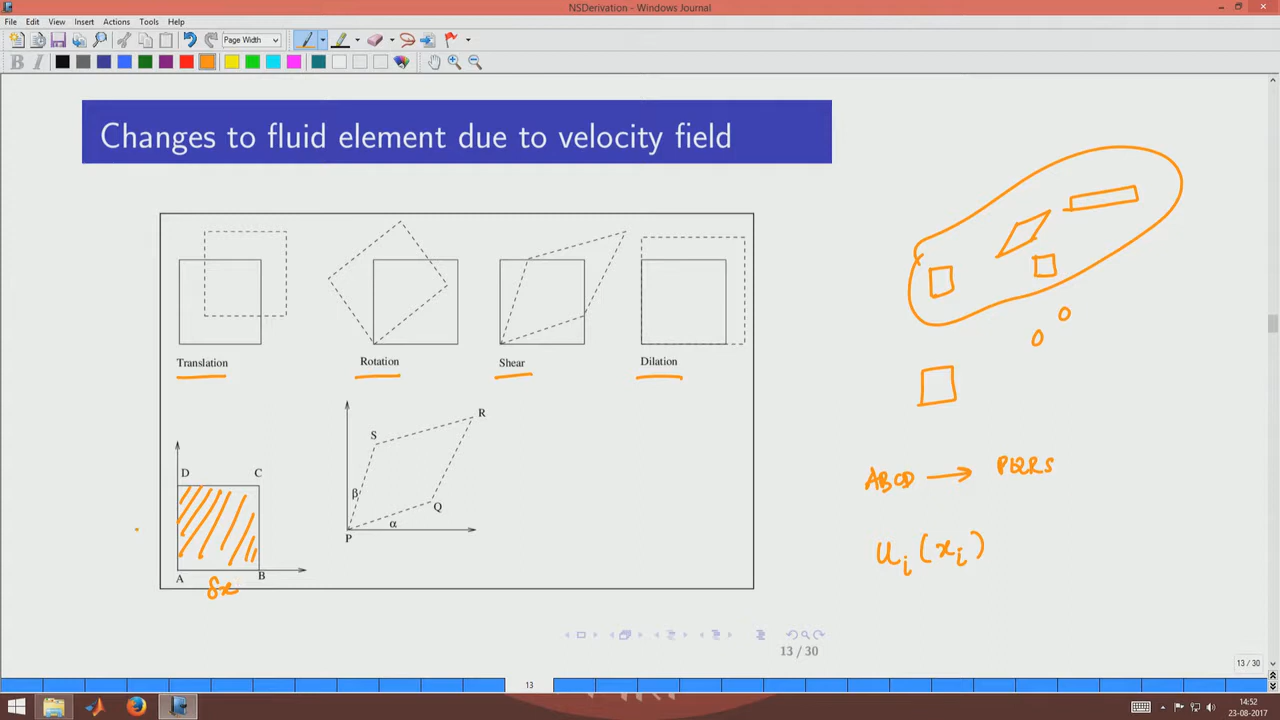 NSDerivation - Windows Journal
File Edit View Insert Actions Tools Help
Page Width
Changes to fluid element due to velocity field
Translation Rotation Shear Dilation
D C
A B
δx
S R
β
α Q
P
ABCD → PQRS
u_i (x_i)
13 / 30
13 / 30
13
14:52
23-08-2017